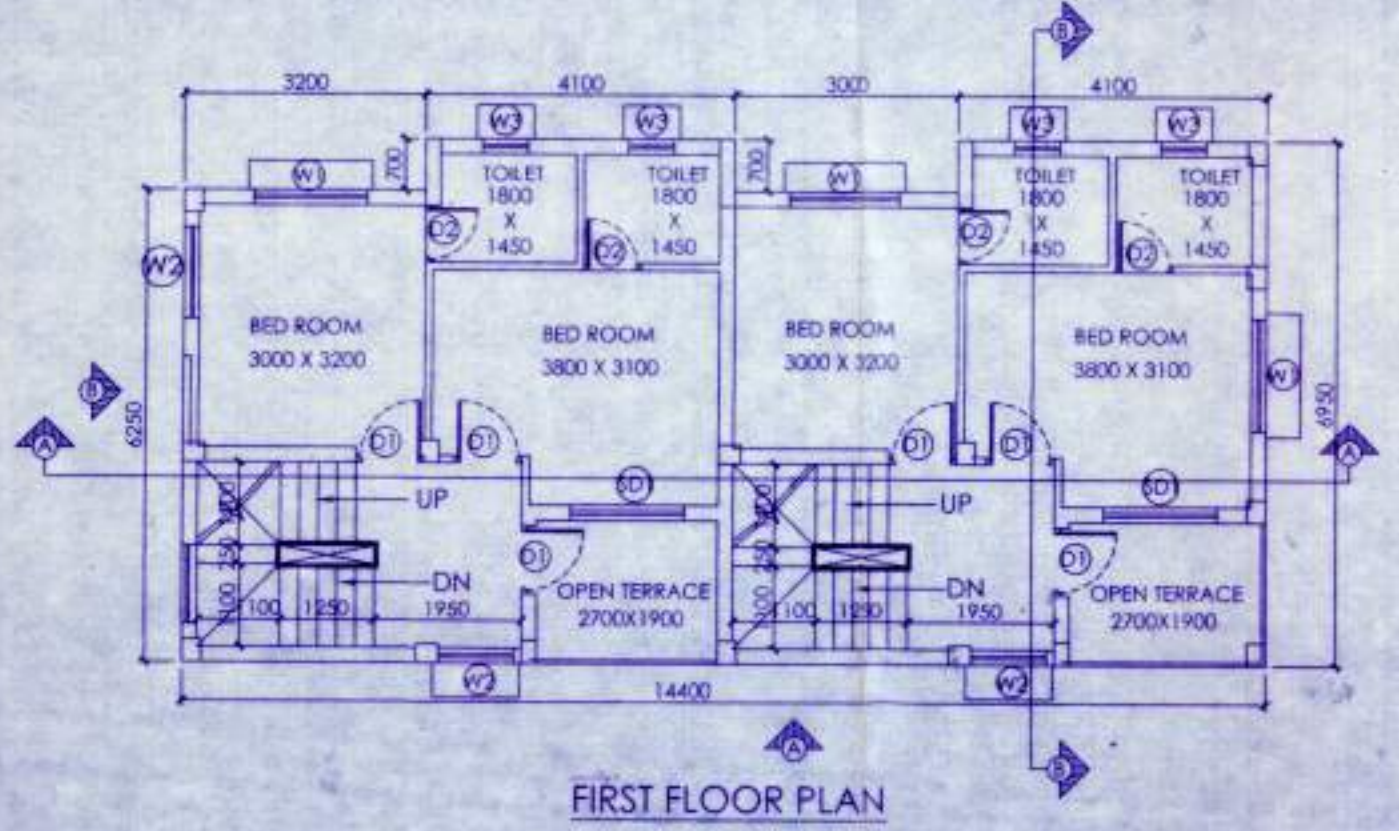 B
3200
4100
3000
4100
W3
W3
W3
W3
W1
700
TOILET
1800
X
1450
TOILET
1800
X
1450
700
W1
TOILET
1800
X
1450
TOILET
1800
X
1450
D2
D2
D2
D2
W2
BED ROOM
3000 X 3200
BED ROOM
3800 X 3100
BED ROOM
3000 X 3200
BED ROOM
3800 X 3100
W1
B
6250
6950
A
D1
D1
D1
D1
A
UP
SD
UP
SD
250
250
D1
D1
DN
DN
1100
1250
1950
OPEN TERRACE
2700X1900
1100
1250
1950
OPEN TERRACE
2700X1900
W2
W2
14400
A
B
FIRST FLOOR PLAN